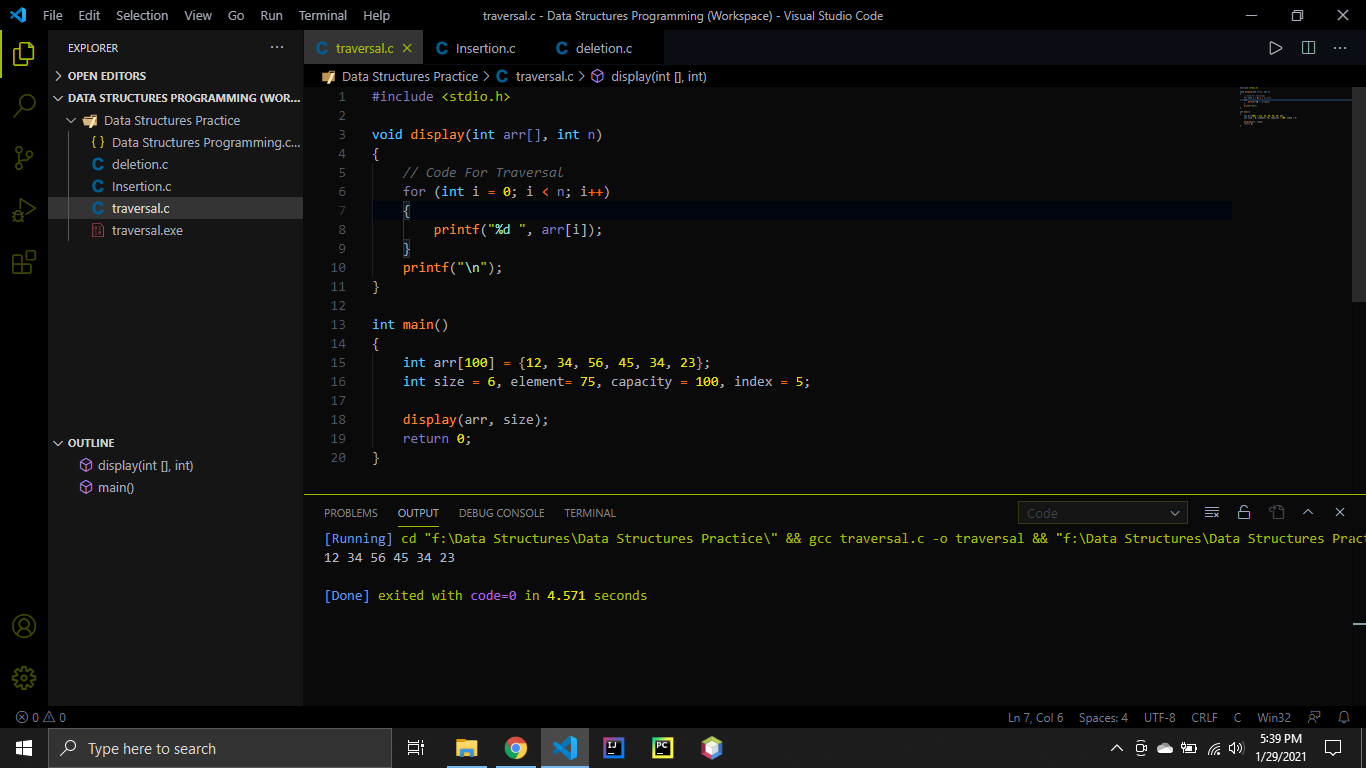 File Edit Selection View Go Run Terminal Help traversal.c - Data Structures Programming (Workspace) - Visual Studio Code
EXPLORER ···
OPEN EDITORS
DATA STRUCTURES PROGRAMMING (WOR...
Data Structures Practice
{ } Data Structures Programming.c...
C deletion.c
C Insertion.c
C traversal.c
traversal.exe
OUTLINE
display(int [], int)
main()
C traversal.c × C Insertion.c C deletion.c
Data Structures Practice > C traversal.c > display(int [], int)
1 #include <stdio.h>
2
3 void display(int arr[], int n)
4 {
5 // Code For Traversal
6 for (int i = 0; i < n; i++)
7 {
8 printf("%d ", arr[i]);
9 }
10 printf("\n");
11 }
12
13 int main()
14 {
15 int arr[100] = {12, 34, 56, 45, 34, 23};
16 int size = 6, element= 75, capacity = 100, index = 5;
17
18 display(arr, size);
19 return 0;
20 }
PROBLEMS OUTPUT DEBUG CONSOLE TERMINAL Code
[Running] cd "f:\Data Structures\Data Structures Practice\" && gcc traversal.c -o traversal && "f:\Data Structures\Data Structures Prac
12 34 56 45 34 23
[Done] exited with code=0 in 4.571 seconds
0 0 Ln 7, Col 6 Spaces: 4 UTF-8 CRLF C Win32
Type here to search
IJ
PC
5:39 PM
1/29/2021